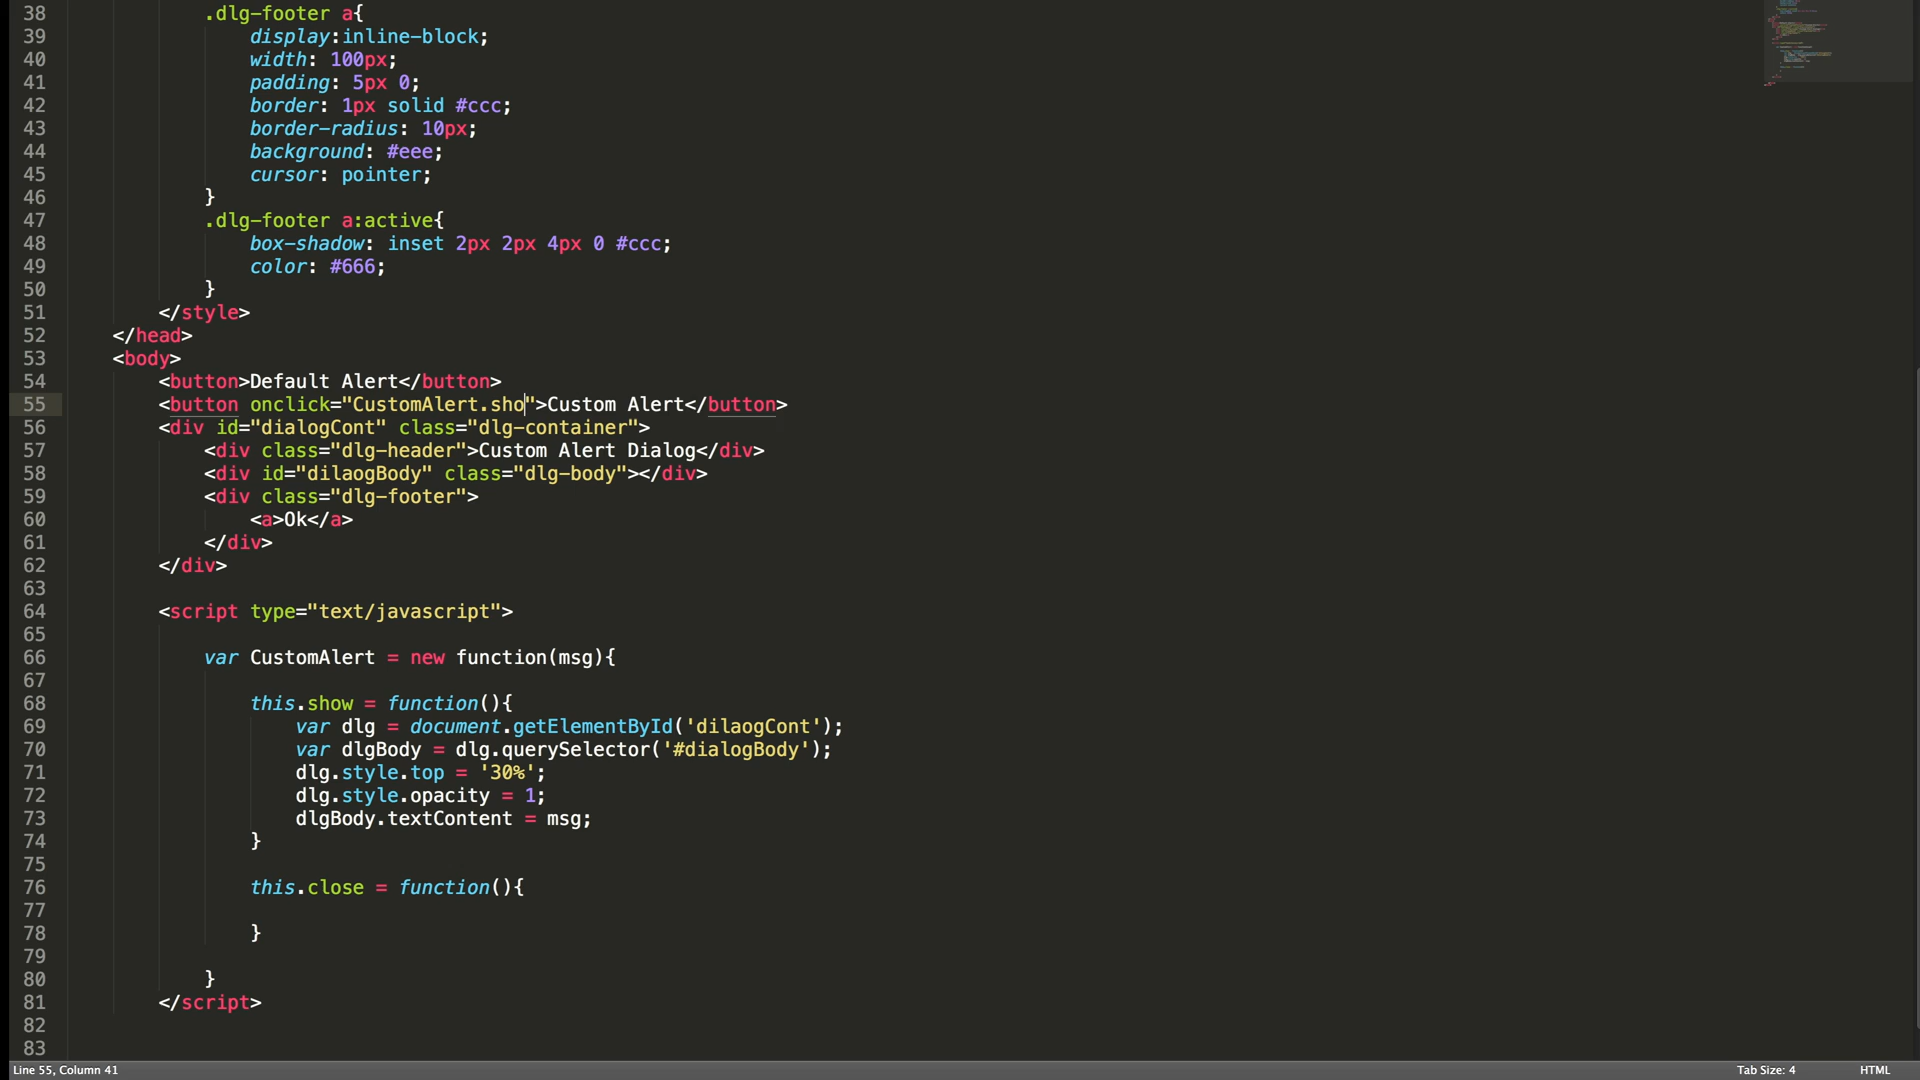 38 .dlg-footer a{
39 display:inline-block;
40 width: 100px;
41 padding: 5px 0;
42 border: 1px solid #ccc;
43 border-radius: 10px;
44 background: #eee;
45 cursor: pointer;
46 }
47 .dlg-footer a:active{
48 box-shadow: inset 2px 2px 4px 0 #ccc;
49 color: #666;
50 }
51 </style>
52 </head>
53 <body>
54 <button>Default Alert</button>
55 <button onclick="CustomAlert.sho">Custom Alert</button>
56 <div id="dialogCont" class="dlg-container">
57 <div class="dlg-header">Custom Alert Dialog</div>
58 <div id="dilaogBody" class="dlg-body"></div>
59 <div class="dlg-footer">
60 <a>Ok</a>
61 </div>
62 </div>
63
64 <script type="text/javascript">
65
66 var CustomAlert = new function(msg){
67
68 this.show = function(){
69 var dlg = document.getElementById('dilaogCont');
70 var dlgBody = dlg.querySelector('#dialogBody');
71 dlg.style.top = '30%';
72 dlg.style.opacity = 1;
73 dlgBody.textContent = msg;
74 }
75
76 this.close = function(){
77
78 }
79
80 }
81 </script>
82
83
Line 55, Column 41 Tab Size: 4 HTML